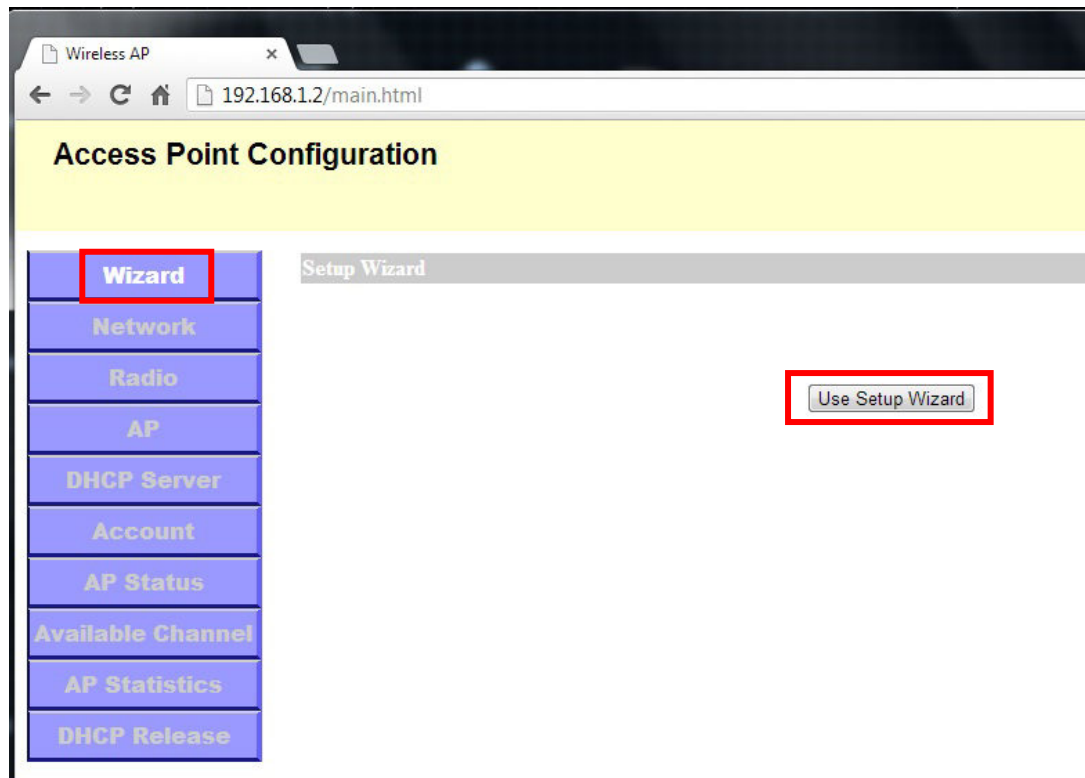 Wireless AP
192.168.1.2/main.html
Access Point Configuration
Wizard
Setup Wizard
Network
Radio
Use Setup Wizard
AP
DHCP Server
Account
AP Status
Available Channel
AP Statistics
DHCP Release